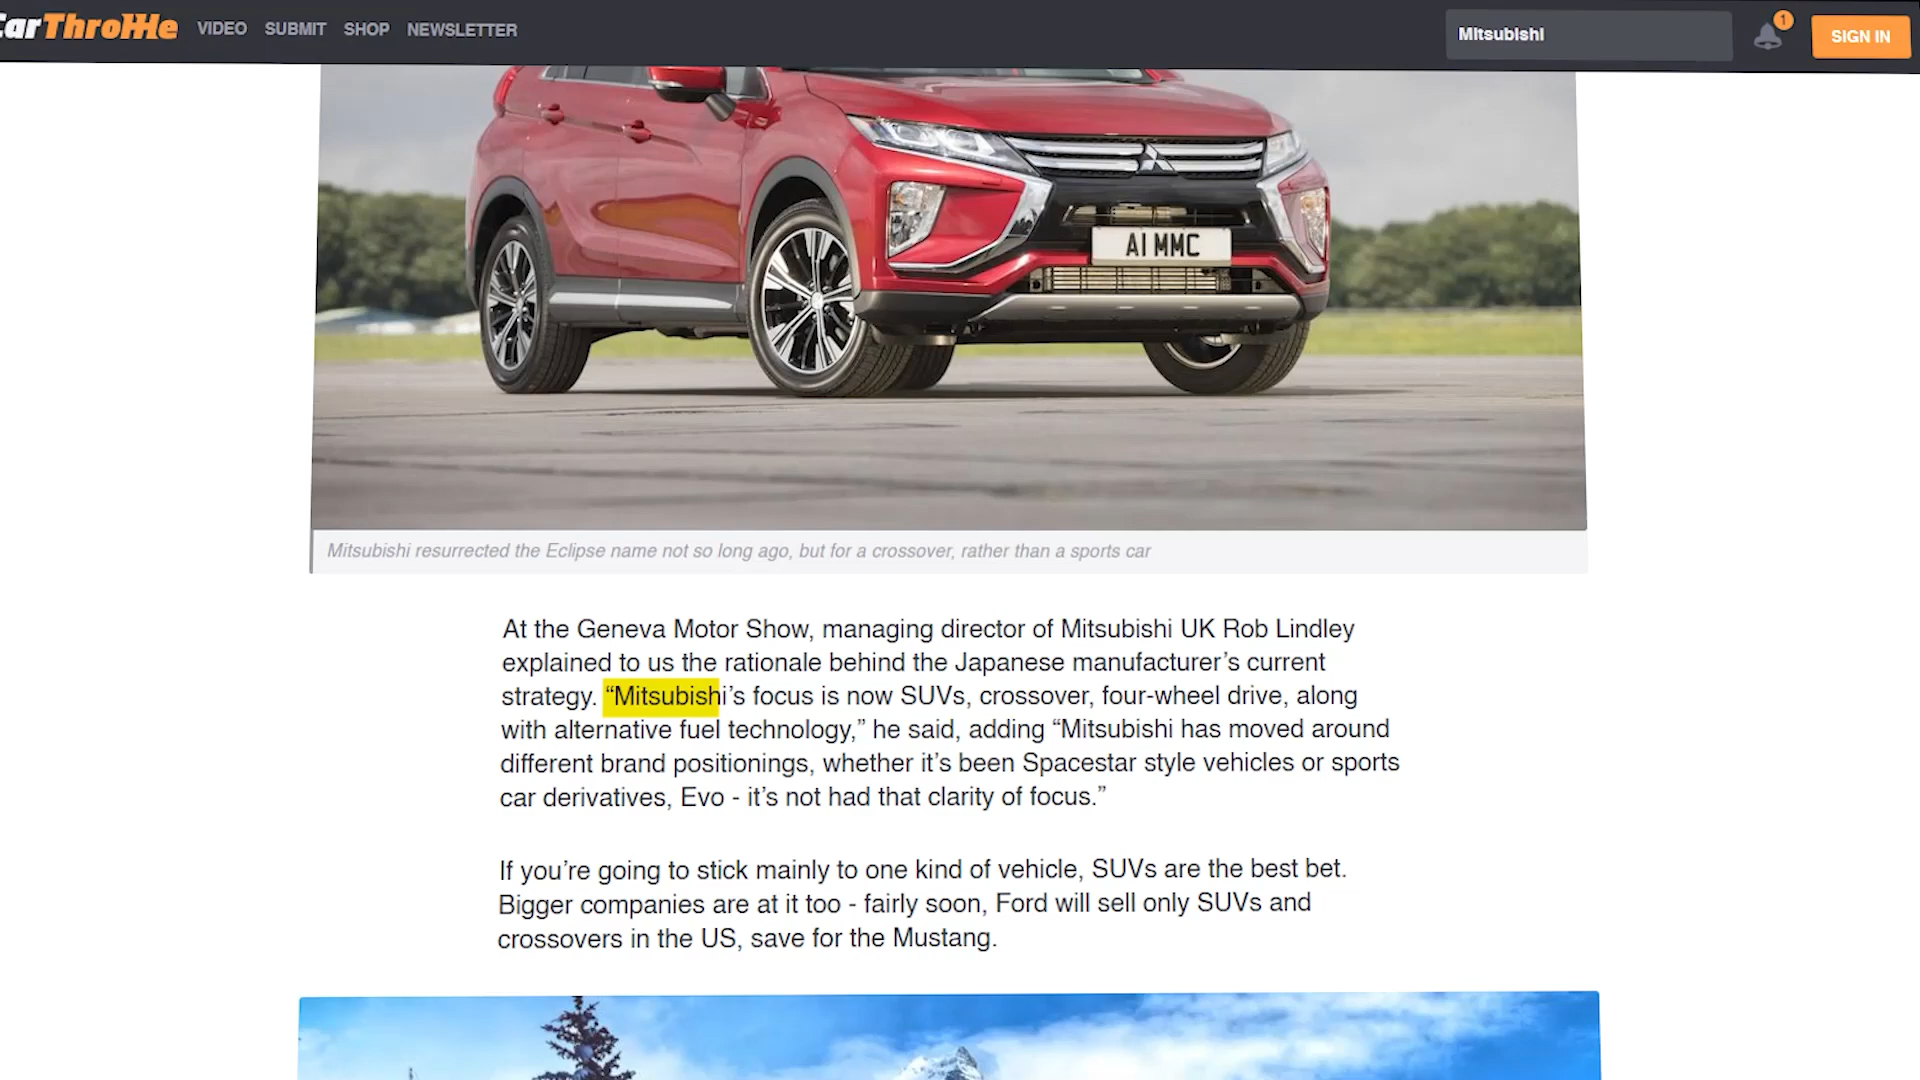 CarThrottle VIDEO SUBMIT SHOP NEWSLETTER Mitsubishi 1 SIGN IN
A1 MMC
Mitsubishi resurrected the Eclipse name not so long ago, but for a crossover, rather than a sports car
At the Geneva Motor Show, managing director of Mitsubishi UK Rob Lindley
explained to us the rationale behind the Japanese manufacturer’s current
strategy. “Mitsubishi’s focus is now SUVs, crossover, four-wheel drive, along
with alternative fuel technology,” he said, adding “Mitsubishi has moved around
different brand positionings, whether it’s been Spacestar style vehicles or sports
car derivatives, Evo - it’s not had that clarity of focus.”
If you’re going to stick mainly to one kind of vehicle, SUVs are the best bet.
Bigger companies are at it too - fairly soon, Ford will sell only SUVs and
crossovers in the US, save for the Mustang.